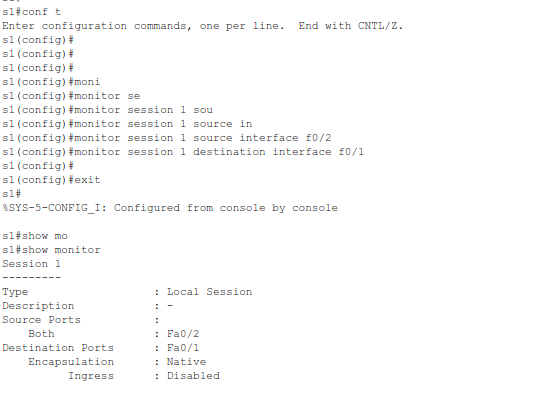 s1#conf t
Enter configuration commands, one per line.  End with CNTL/Z.
s1(config)#
s1(config)#
s1(config)#
s1(config)#moni
s1(config)#monitor se
s1(config)#monitor session 1 sou
s1(config)#monitor session 1 source in
s1(config)#monitor session 1 source interface f0/2
s1(config)#monitor session 1 destination interface f0/1
s1(config)#
s1(config)#exit
s1#
%SYS-5-CONFIG_I: Configured from console by console
s1#show mo
s1#show monitor
Session 1
---------
Type                   : Local Session
Description            : -
Source Ports           :
    Both               : Fa0/2
Destination Ports      : Fa0/1
    Encapsulation      : Native
          Ingress      : Disabled